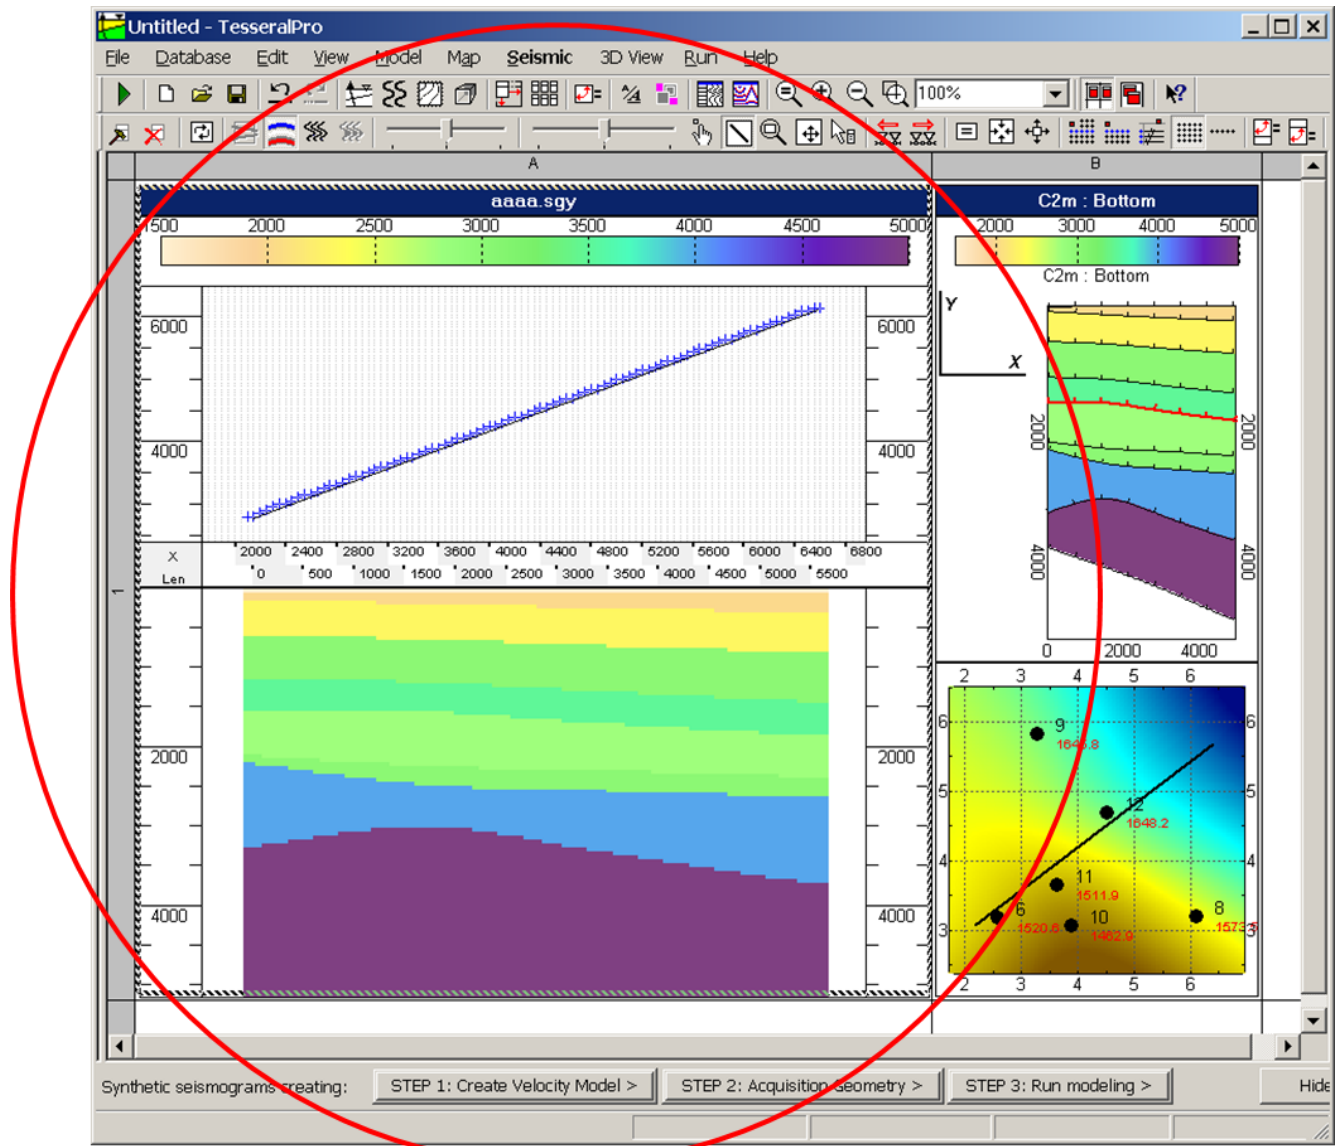 Untitled - TesseralPro
File Database Edit View Model Map Seismic 3D View Run Help
100%
A B
aaaa.sgy
1500 2000 2500 3000 3500 4000 4500 5000
6000 6000
4000 4000
X 2000 2400 2800 3200 3600 4000 4400 4800 5200 5600 6000 6400 6800
Len 0 500 1000 1500 2000 2500 3000 3500 4000 4500 5000 5500
1
2000 2000
4000 4000
C2m : Bottom
2000 3000 4000 5000
C2m : Bottom
Y
X
2000 2000
4000 4000
0 2000 4000
2 3 4 5 6
6 6
5 5
4 4
3 3
9
12
1648.2
11
1511.9
6
1520.6
10
1462.9
8
2 3 4 5 6
Synthetic seismograms creating: STEP 1: Create Velocity Model > STEP 2: Acquisition Geometry > STEP 3: Run modeling > Hide